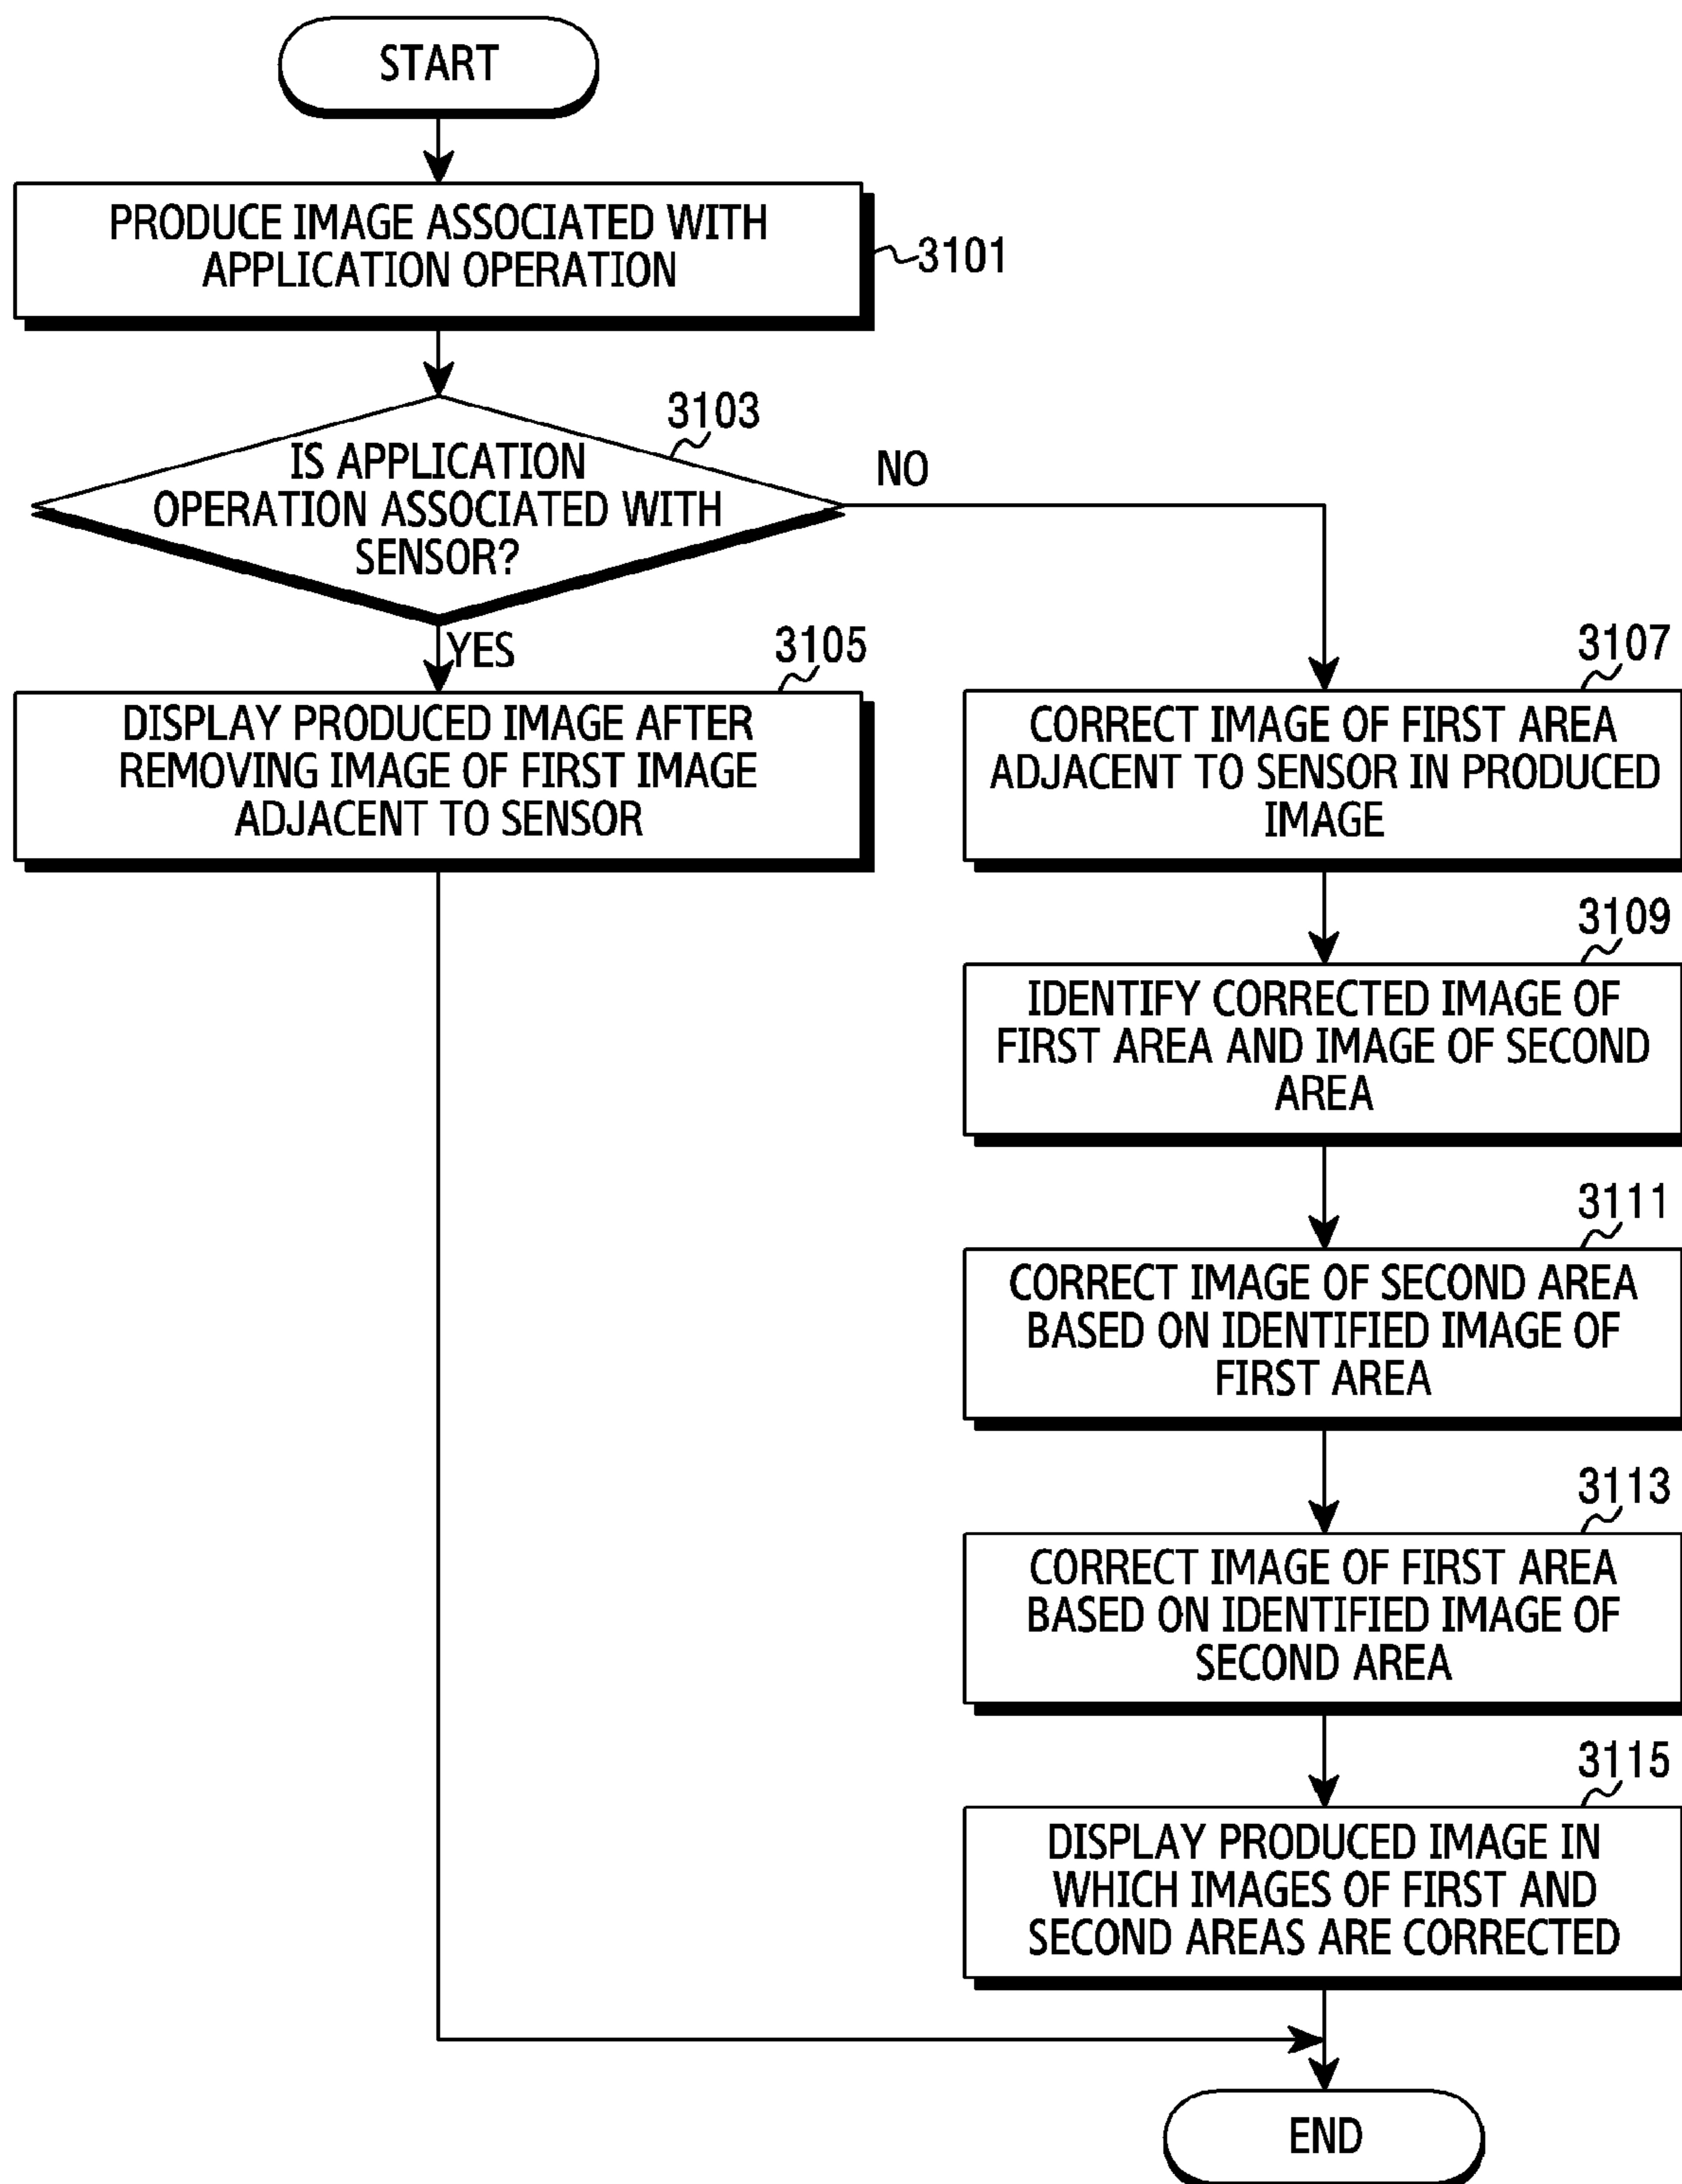 START
PRODUCE IMAGE ASSOCIATED WITH
APPLICATION OPERATION
3101
3103
IS APPLICATION
OPERATION ASSOCIATED WITH
SENSOR?
NO
YES
3105
DISPLAY PRODUCED IMAGE AFTER
REMOVING IMAGE OF FIRST IMAGE
ADJACENT TO SENSOR
3107
CORRECT IMAGE OF FIRST AREA
ADJACENT TO SENSOR IN PRODUCED
IMAGE
3109
IDENTIFY CORRECTED IMAGE OF
FIRST AREA AND IMAGE OF SECOND
AREA
3111
CORRECT IMAGE OF SECOND AREA
BASED ON IDENTIFIED IMAGE OF
FIRST AREA
3113
CORRECT IMAGE OF FIRST AREA
BASED ON IDENTIFIED IMAGE OF
SECOND AREA
3115
DISPLAY PRODUCED IMAGE IN
WHICH IMAGES OF FIRST AND
SECOND AREAS ARE CORRECTED
END